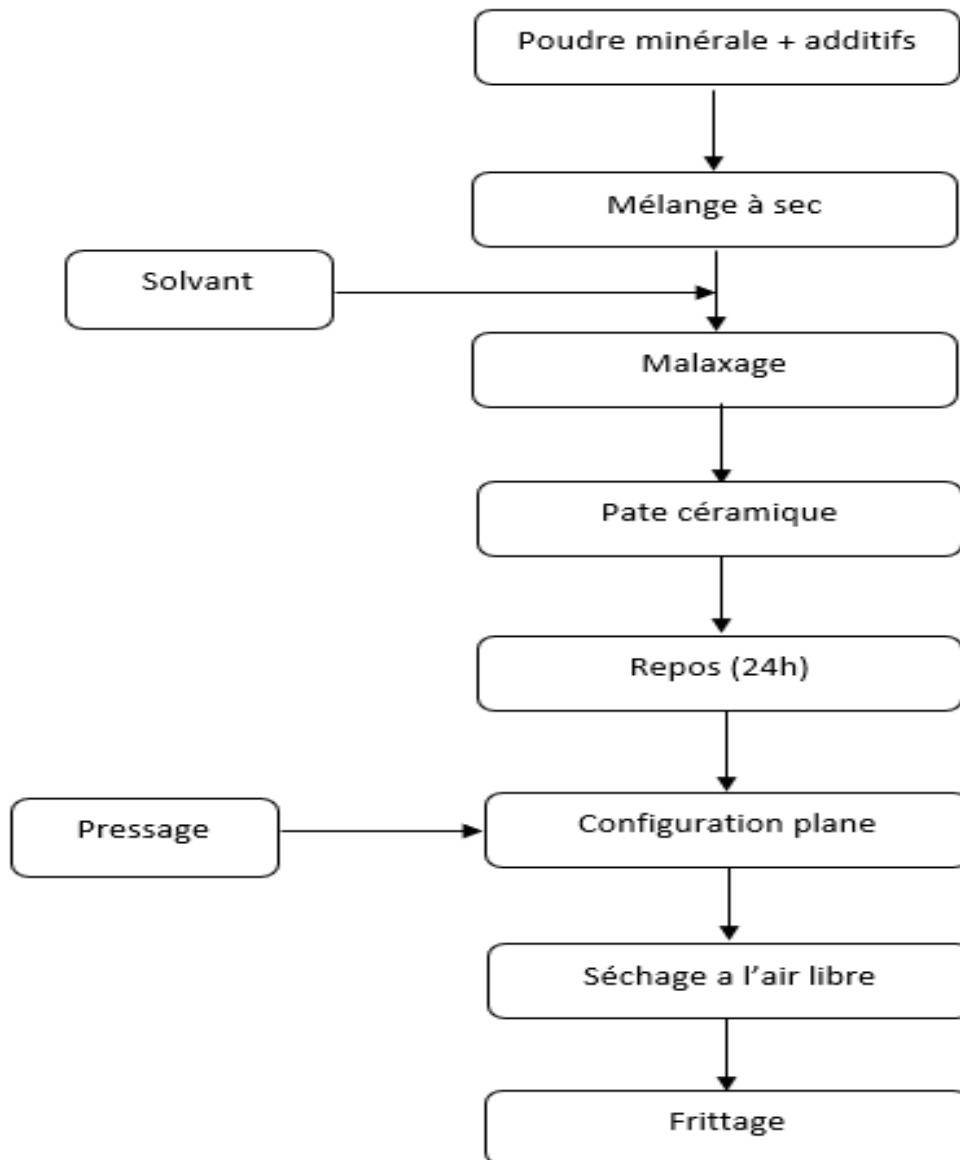 Poudre minérale + additifs
Mélange à sec
Solvant
Malaxage
Pate céramique
Repos (24h)
Pressage
Configuration plane
Séchage a l’air libre
Frittage